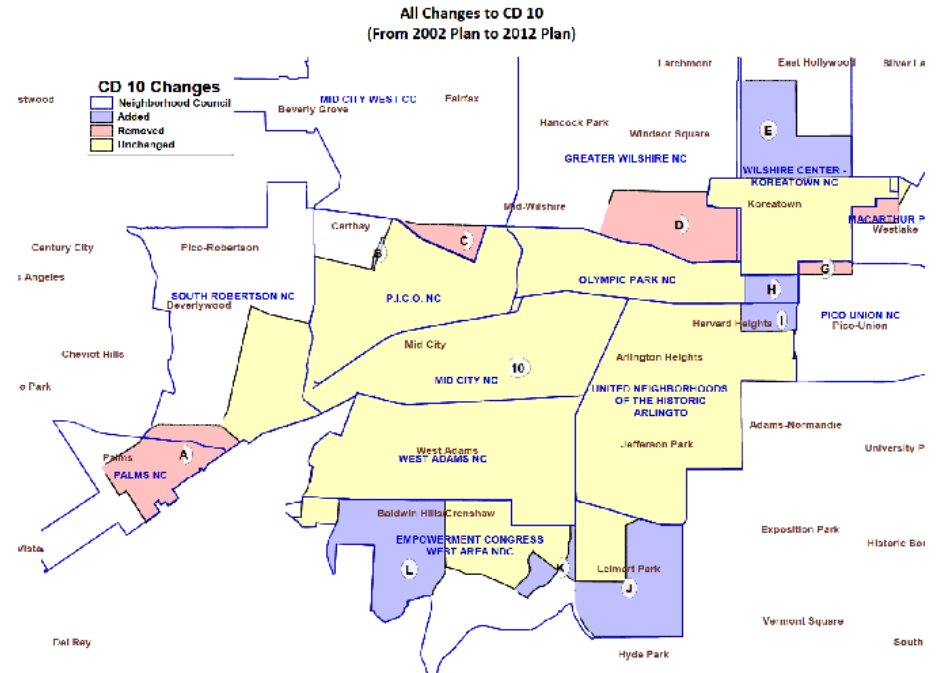 All Changes to CD 10
(From 2002 Plan to 2012 Plan)
CD 10 Changes
Neighborhood Council
Added
Removed
Unchanged
Larchmont
East Hollywood
Silver La
stwood
MID CITY WEST CC
Fairfax
Beverly Grove
Hancock Park
Windsor Square
E
GREATER WILSHIRE NC
WILSHIRE CENTER -
KOREATOWN NC
Koreatown
Mid-Wilshire
MACARTHUR P
Westlake
Carthay
D
C
B
Century City
Pico-Robertson
s Angeles
G
OLYMPIC PARK NC
H
SOUTH ROBERTSON NC
P.I.C.O. NC
PICO UNION NC
Harvard Heights
I
Pico-Union
Mid City
Cheviot Hills
Arlington Heights
10
MID CITY NC
o Park
UNITED NEIGHBORHOODS
OF THE HISTORIC
ARLINGTO
Adams-Normandie
Jefferson Park
University P
West Adams
WEST ADAMS NC
Palms
A
PALMS NC
Baldwin Hills/Crenshaw
Exposition Park
EMPOWERMENT CONGRESS
WEST AREA NDC
Historic Bou
Vista
L
K
Leimert Park
J
Vermont Square
Del Rey
Hyde Park
South